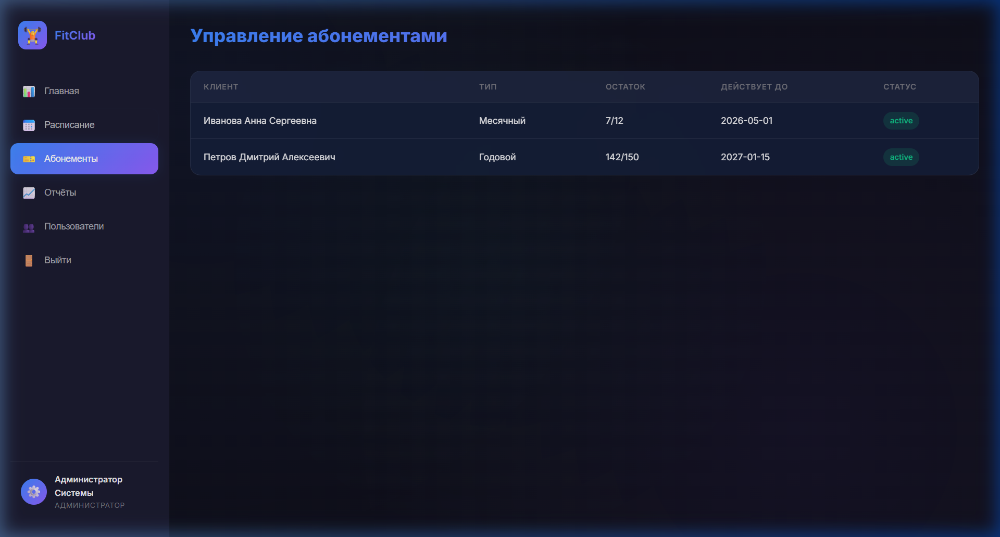 FitClub
Управление абонементами
Главная
Расписание
Абонементы
Отчёты
Пользователи
Выйти
КЛИЕНТ ТИП ОСТАТОК ДЕЙСТВУЕТ ДО СТАТУС
Иванова Анна Сергеевна Месячный 7/12 2026-05-01 active
Петров Дмитрий Алексеевич Годовой 142/150 2027-01-15 active
Администратор
Системы
АДМИНИСТРАТОР